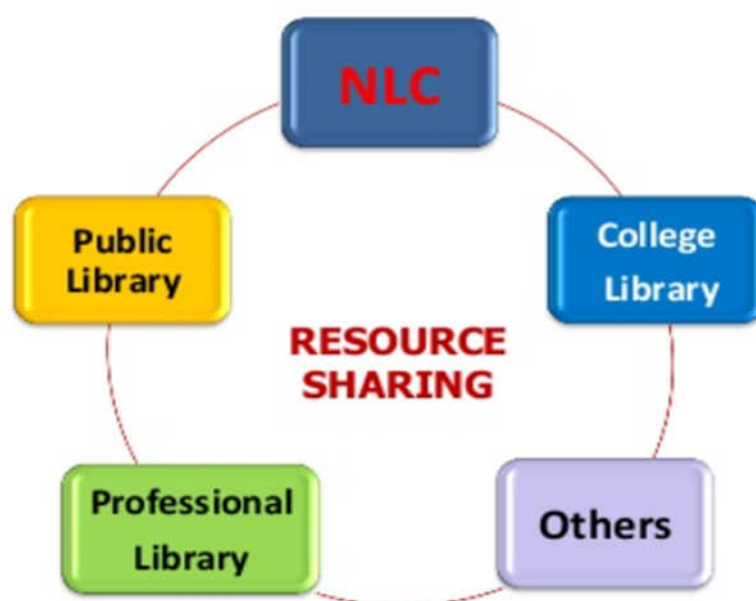 NLC
Public
Library
College
Library
RESOURCE
SHARING
Professional
Library
Others